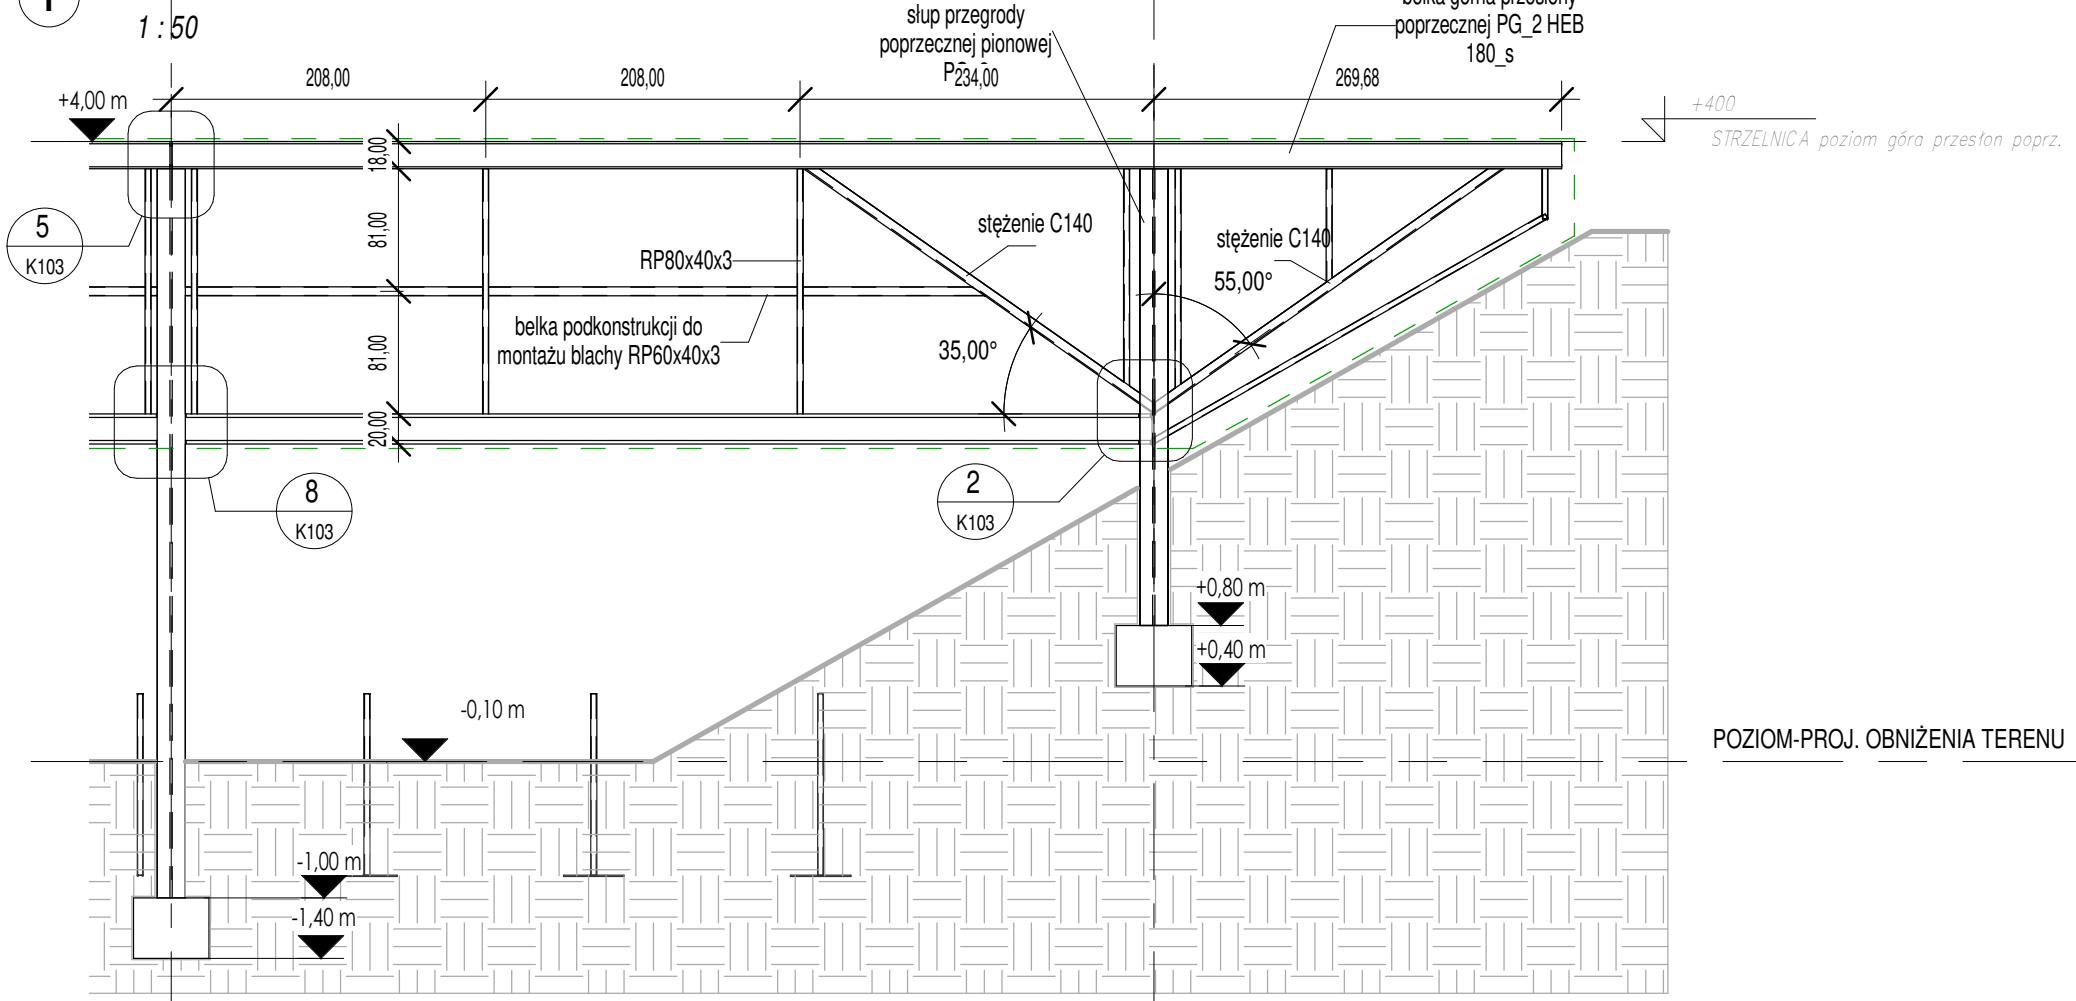 1
1 : 50
słup przegrody
poprzecznej pionowej
belka górna przesłony
poprzecznej PG_2 HEB
180_s
208,00
208,00
234,00
269,68
+4,00 m
+400
STRZELNICA poziom góra przesłon poprz.
18,00
81,00
81,00
20,00
5
K103
stężenie C140
stężenie C140
RP80x40x3
55,00°
belka podkonstrukcji do
montażu blachy RP60x40x3
35,00°
8
K103
2
K103
+0,80 m
+0,40 m
-0,10 m
POZIOM-PROJ. OBNIŻENIA TERENU
-1,00 m
-1,40 m